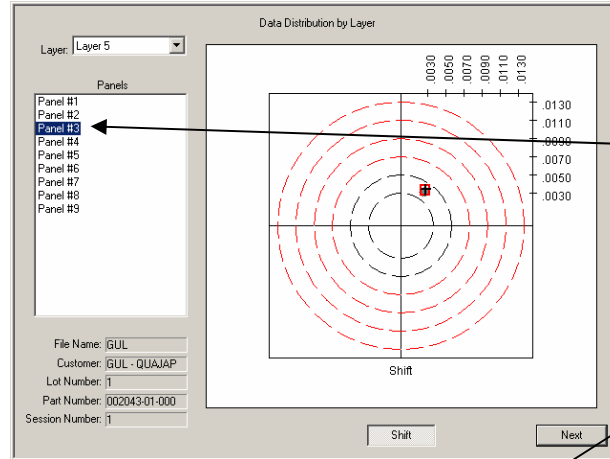 Data Distribution by Layer
Layer: Layer 5
Panels
Panel #1
Panel #2
Panel #3
Panel #4
Panel #5
Panel #6
Panel #7
Panel #8
Panel #9
.0030 .0050 .0070 .0090 .0110 .0130
.0130
.0110
.0090
.0070
.0050
.0030
Shift
File Name: GUL
Customer: GUL - QUAJAP
Lot Number: 1
Part Number: 002043-01-000
Session Number: 1
Shift Next